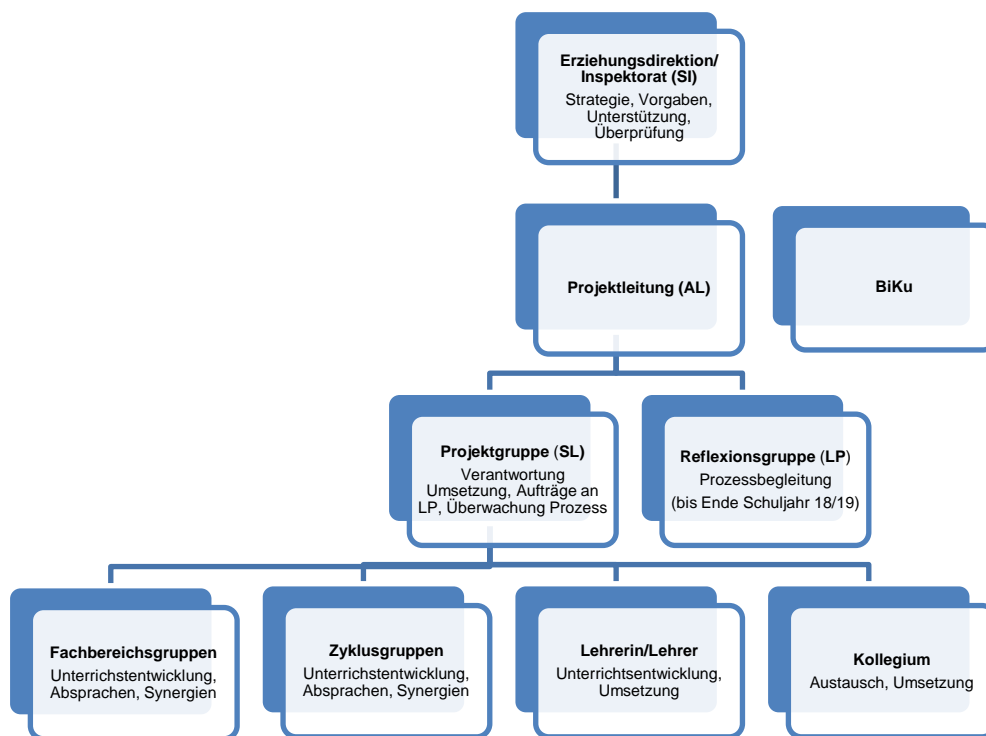 Erziehungsdirektion/
Inspektorat (SI)
Strategie, Vorgaben,
Unterstützung,
Überprüfung
Projektleitung (AL)
BiKu
Projektgruppe (SL)
Verantwortung
Umsetzung, Aufträge an
LP, Überwachung Prozess
Reflexionsgruppe (LP)
Prozessbegleitung
(bis Ende Schuljahr 18/19)
Fachbereichsgruppen
Unterrichstentwicklung,
Absprachen, Synergien
Zyklusgruppen
Unterrichstentwicklung,
Absprachen, Synergien
Lehrerin/Lehrer
Unterrichtsentwicklung,
Umsetzung
Kollegium
Austausch, Umsetzung